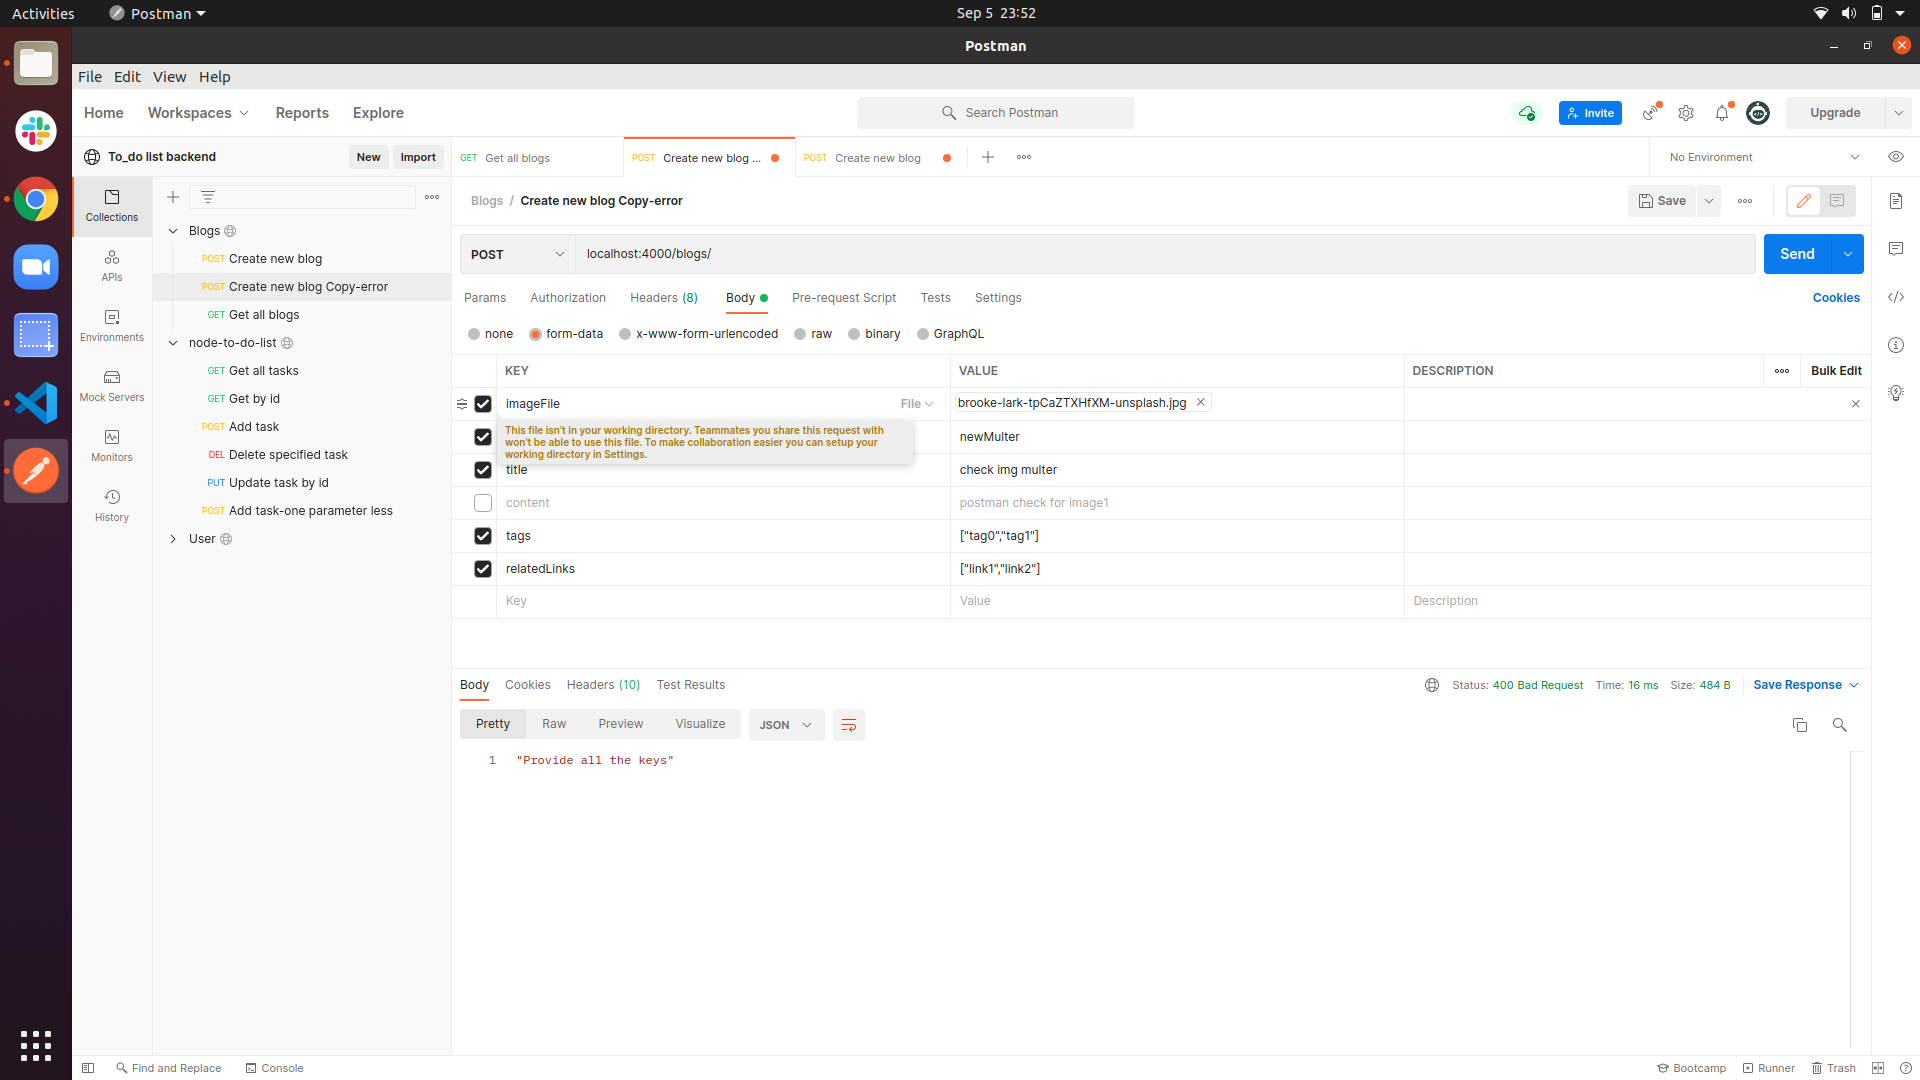 Activities
Postman
Sep 5 23:52
Postman
File Edit View Help
Home Workspaces Reports Explore
Search Postman
Invite
Upgrade
To_do list backend
New Import
GET Get all blogs
POST Create new blog ...
POST Create new blog
No Environment
Collections
APIs
Environments
Mock Servers
Monitors
History
Blogs
POST Create new blog
POST Create new blog Copy-error
GET Get all blogs
node-to-do-list
GET Get all tasks
GET Get by id
POST Add task
DEL Delete specified task
PUT Update task by id
POST Add task-one parameter less
User
Blogs / Create new blog Copy-error
Save
POST localhost:4000/blogs/
Send
Params Authorization Headers (8) Body Pre-request Script Tests Settings
Cookies
none form-data x-www-form-urlencoded raw binary GraphQL
KEY VALUE DESCRIPTION Bulk Edit
imageFile File brooke-lark-tpCaZTXHfXM-unsplash.jpg
This file isn't in your working directory. Teammates you share this request with
won't be able to use this file. To make collaboration easier you can setup your
working directory in Settings.
newMulter
title check img multer
content postman check for image1
tags ["tag0","tag1"]
relatedLinks ["link1","link2"]
Key Value Description
Body Cookies Headers (10) Test Results
Status: 400 Bad Request Time: 16 ms Size: 484 B
Save Response
Pretty Raw Preview Visualize JSON
1 "Provide all the keys"
Find and Replace Console
Bootcamp Runner Trash